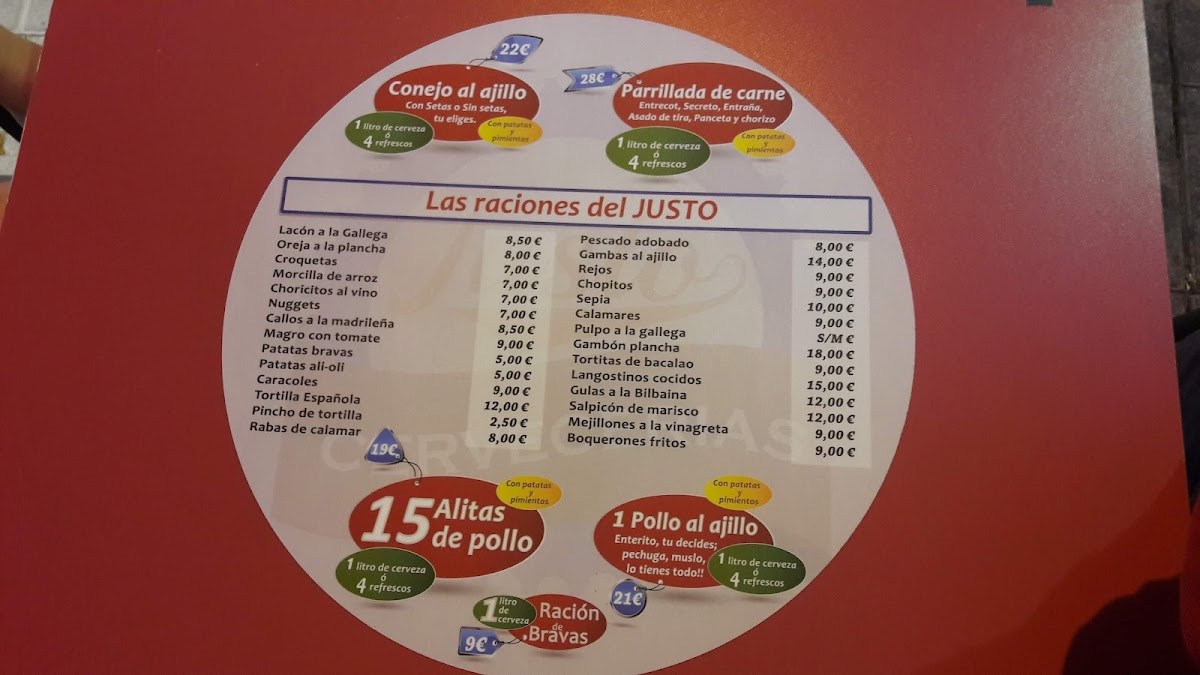 22€
Conejo al ajillo
Con Setas o Sin setas,
tu eliges.
1 litro de cerveza
ó
4 refrescos
Con patatas
y
pimientos
28€
Parrillada de carne
Entrecot, Secreto, Entraña,
Asado de tira, Panceta y chorizo
1 litro de cerveza
ó
4 refrescos
Con patatas
y
pimientos
Las raciones del JUSTO
Lacón a la Gallega 8,50 €
Oreja a la plancha 8,00 €
Croquetas 7,00 €
Morcilla de arroz 7,00 €
Choricitos al vino 7,00 €
Nuggets 7,00 €
Callos a la madrileña 8,50 €
Magro con tomate 9,00 €
Patatas bravas 5,00 €
Patatas ali-oli 5,00 €
Caracoles 9,00 €
Tortilla Española 12,00 €
Pincho de tortilla 2,50 €
Rabas de calamar 8,00 €
Pescado adobado 8,00 €
Gambas al ajillo 14,00 €
Rejos 9,00 €
Chopitos 9,00 €
Sepia 10,00 €
Calamares 9,00 €
Pulpo a la gallega S/M €
Gambón plancha 18,00 €
Tortitas de bacalao 9,00 €
Langostinos cocidos 15,00 €
Gulas a la Bilbaina 12,00 €
Salpicón de marisco 12,00 €
Mejillones a la vinagreta 9,00 €
Boquerones fritos 9,00 €
19€
15 Alitas
de pollo
Con patatas
y
pimientos
1 litro de cerveza
ó
4 refrescos
Con patatas
y
pimientos
1 Pollo al ajillo
Enterito, tu decides;
pechuga, muslo,
lo tienes todo!!
1 litro de cerveza
ó
4 refrescos
21€
1 litro
de
cerveza
Ración
de
Bravas
9€